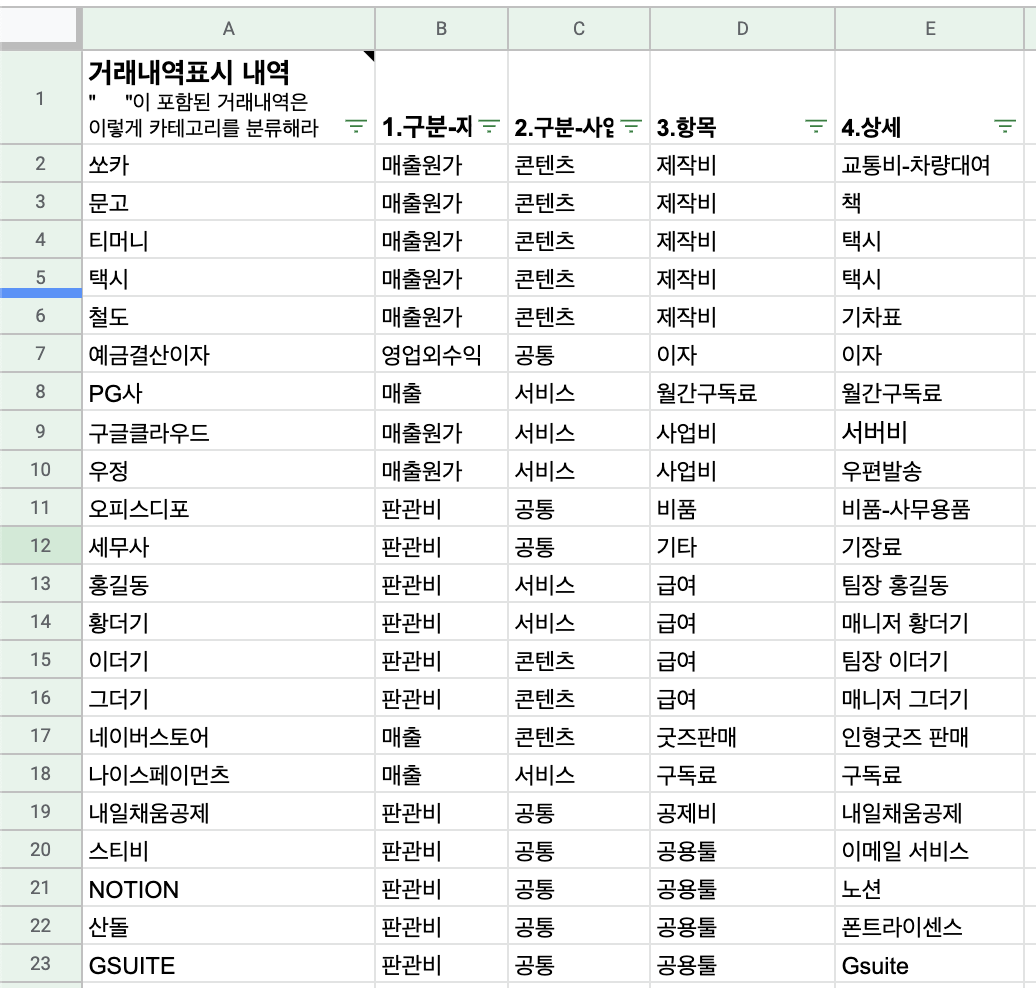 A B C D E
1 거래내역표시 내역
"      "이 포함된 거래내역은
이렇게 카테고리를 분류해라 1.구분-지 2.구분-사업 3.항목 4.상세
2 쏘카 매출원가 콘텐츠 제작비 교통비-차량대여
3 문고 매출원가 콘텐츠 제작비 책
4 티머니 매출원가 콘텐츠 제작비 택시
5 택시 매출원가 콘텐츠 제작비 택시
6 철도 매출원가 콘텐츠 제작비 기차표
7 예금결산이자 영업외수익 공통 이자 이자
8 PG사 매출 서비스 월간구독료 월간구독료
9 구글클라우드 매출원가 서비스 사업비 서버비
10 우정 매출원가 서비스 사업비 우편발송
11 오피스디포 판관비 공통 비품 비품-사무용품
12 세무사 판관비 공통 기타 기장료
13 홍길동 판관비 서비스 급여 팀장 홍길동
14 황더기 판관비 서비스 급여 매니저 황더기
15 이더기 판관비 콘텐츠 급여 팀장 이더기
16 그더기 판관비 콘텐츠 급여 매니저 그더기
17 네이버스토어 매출 콘텐츠 굿즈판매 인형굿즈 판매
18 나이스페이먼츠 매출 서비스 구독료 구독료
19 내일채움공제 판관비 공통 공제비 내일채움공제
20 스티비 판관비 공통 공용툴 이메일 서비스
21 NOTION 판관비 공통 공용툴 노션
22 산돌 판관비 공통 공용툴 폰트라이센스
23 GSUITE 판관비 공통 공용툴 Gsuite